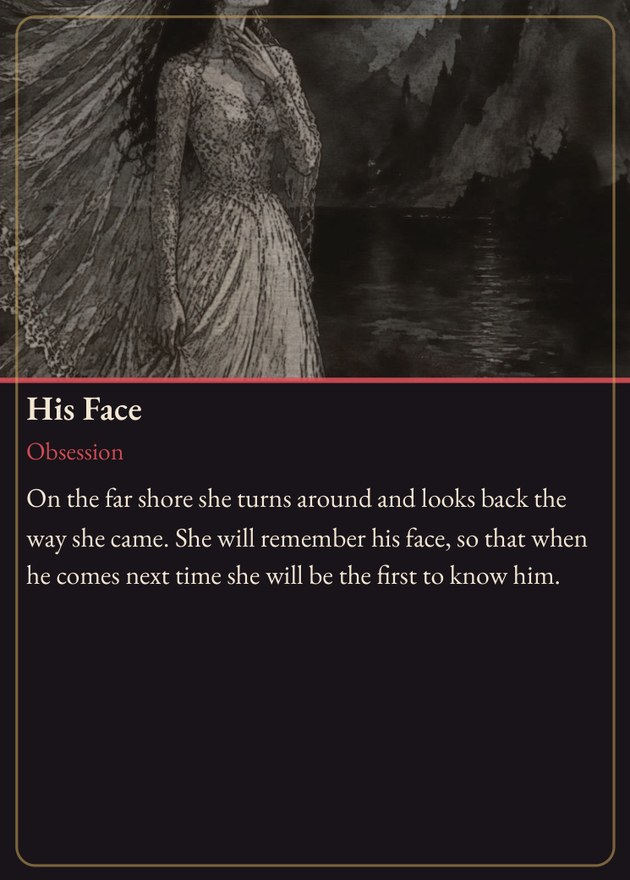 His Face
Obsession
On the far shore she turns around and looks back the
way she came. She will remember his face, so that when
he comes next time she will be the first to know him.